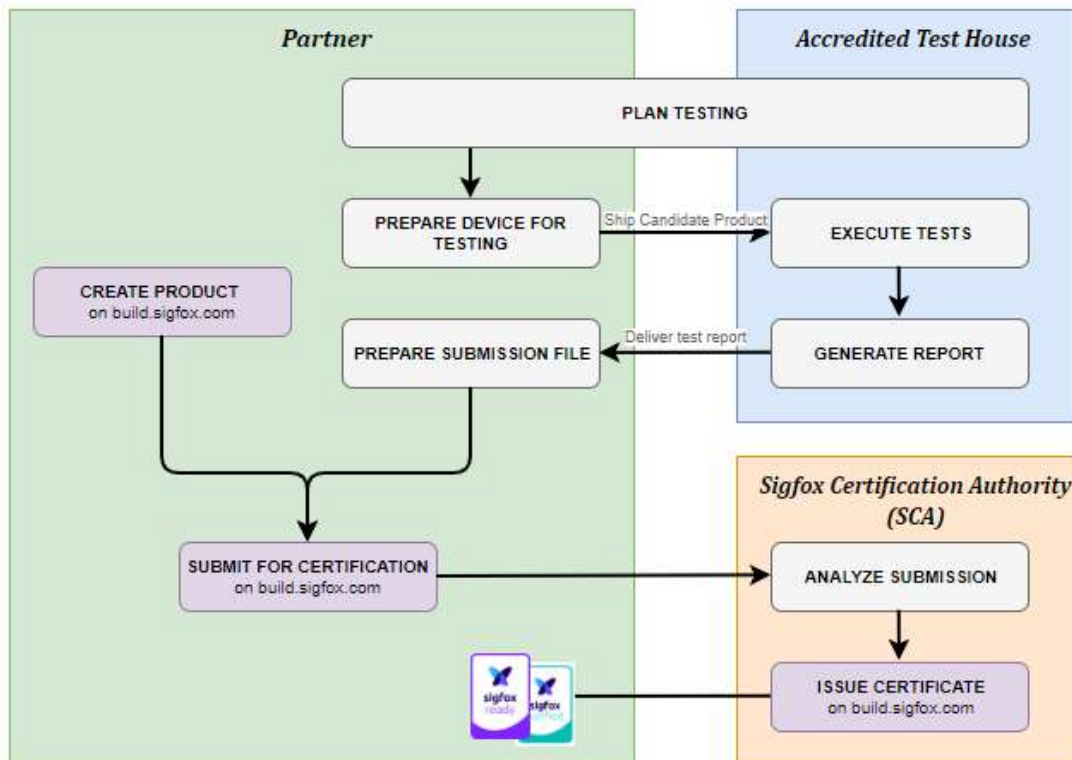 Partner
Accredited Test House
PLAN TESTING
PREPARE DEVICE FOR
TESTING
Ship Candidate Product
EXECUTE TESTS
CREATE PRODUCT
on build.sigfox.com
PREPARE SUBMISSION FILE
Deliver test report
GENERATE REPORT
Sigfox Certification Authority
(SCA)
SUBMIT FOR CERTIFICATION
on build.sigfox.com
ANALYZE SUBMISSION
sigfox
ready
sigfox
ISSUE CERTIFICATE
on build.sigfox.com